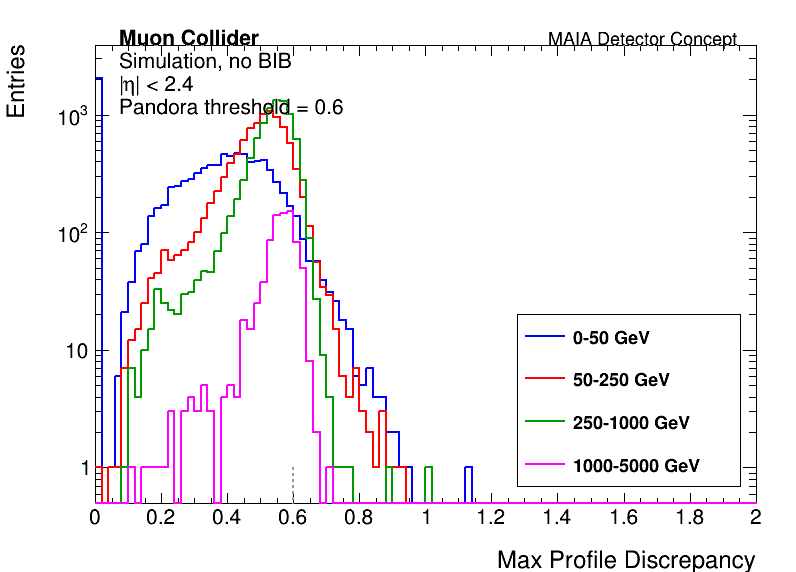 Muon Collider
MAIA Detector Concept
Simulation, no BIB
|η| < 2.4
Pandora threshold = 0.6
Entries
10³
10²
10
1
0-50 GeV
50-250 GeV
250-1000 GeV
1000-5000 GeV
0 0.2 0.4 0.6 0.8 1 1.2 1.4 1.6 1.8 2
Max Profile Discrepancy